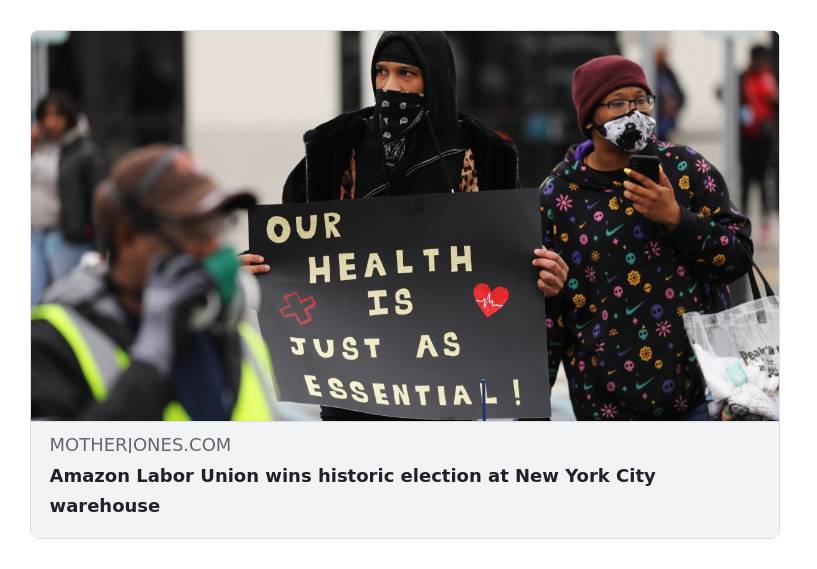 OUR
HEALTH
IS
JUST AS
ESSENTIAL!
MOTHERJONES.COM
Amazon Labor Union wins historic election at New York City
warehouse